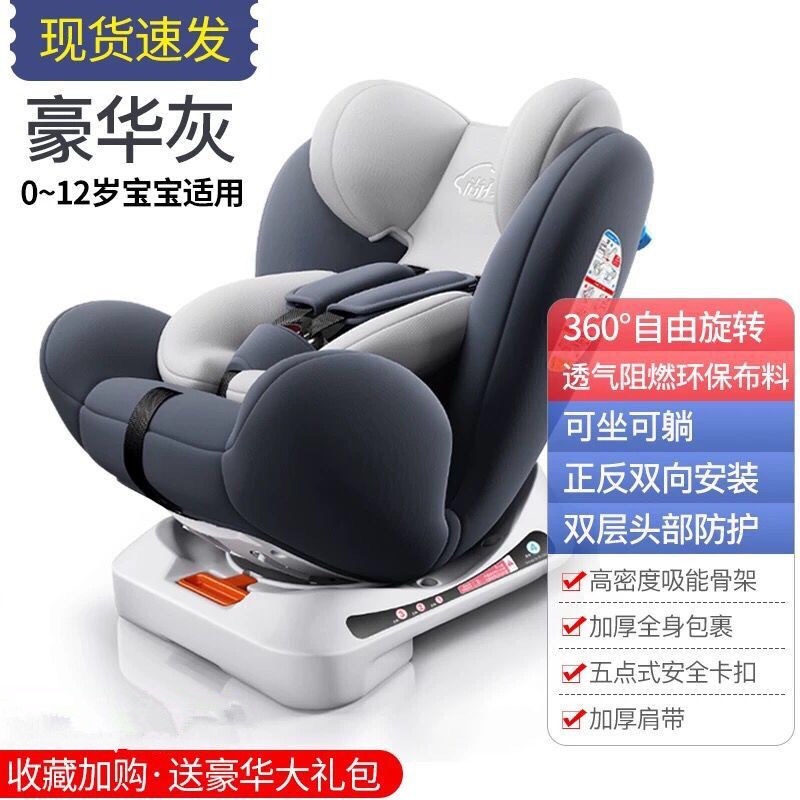 现货速发
豪华灰
0~12岁宝宝适用
360°自由旋转
透气阻燃环保布料
可坐可躺
正反双向安装
双层头部防护
高密度吸能骨架
加厚全身包裹
五点式安全卡扣
加厚肩带
收藏加购·送豪华大礼包